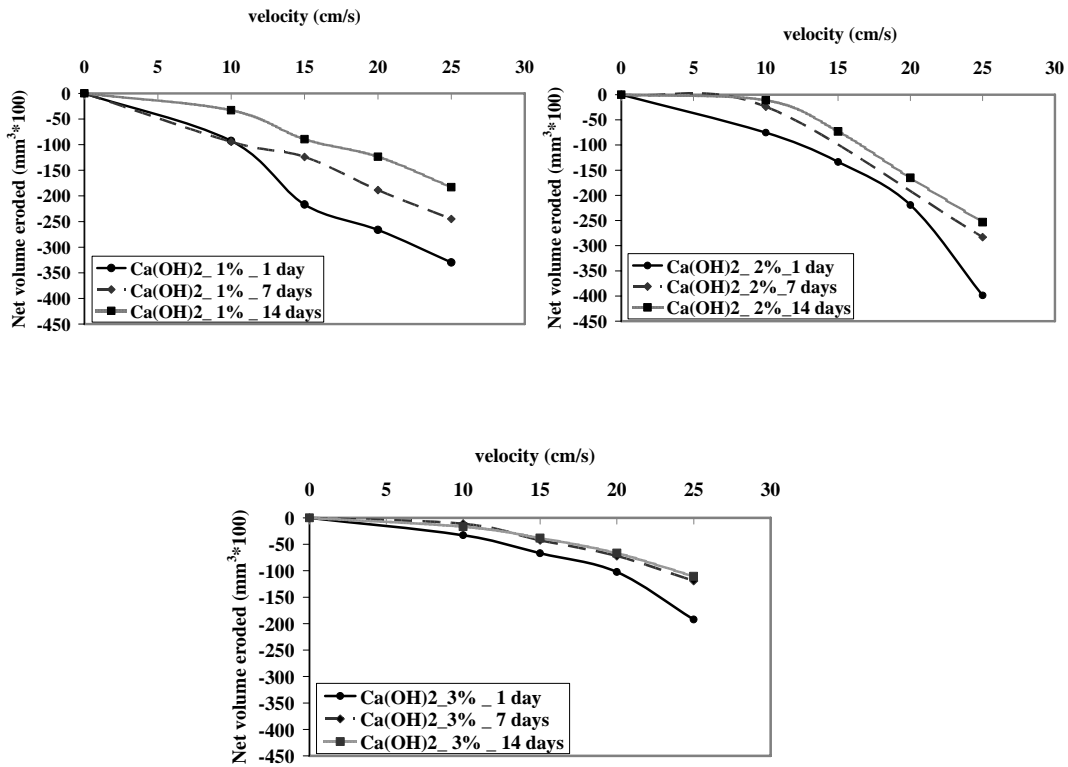 velocity (cm/s)
0 5 10 15 20 25 30
0
-50
-100
-150
-200
-250
-300
-350
-400
-450
Net volume eroded (mm³*100)
Ca(OH)2_ 1% _ 1 day
Ca(OH)2_ 1% _ 7 days
Ca(OH)2_ 1% _ 14 days
velocity (cm/s)
0 5 10 15 20 25 30
0
-50
-100
-150
-200
-250
-300
-350
-400
-450
Net volume eroded (mm³*100)
Ca(OH)2_ 2%_1 day
Ca(OH)2_2%_7 days
Ca(OH)2_ 2%_14 days
velocity (cm/s)
0 5 10 15 20 25 30
0
-50
-100
-150
-200
-250
-300
-350
-400
-450
Net volume eroded (mm³*100)
Ca(OH)2_3% _ 1 day
Ca(OH)2_3% _ 7 days
Ca(OH)2_ 3% _ 14 days